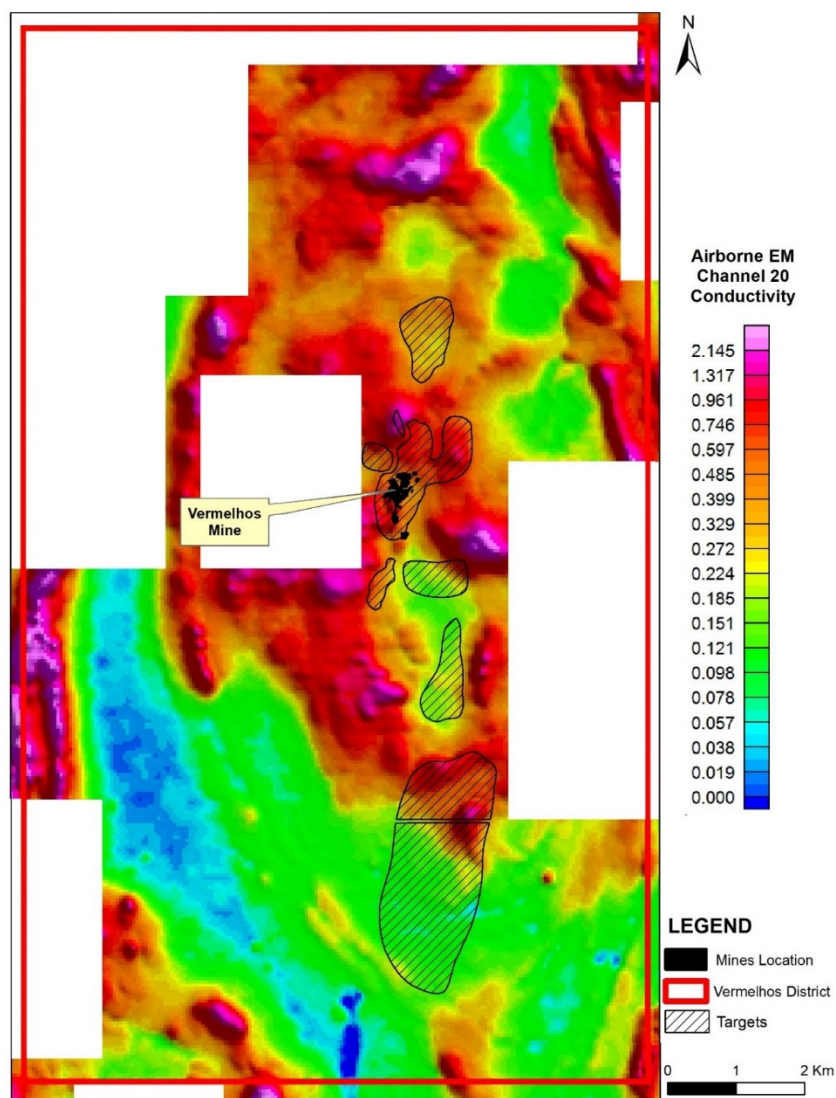 N
Airborne EM
Channel 20
Conductivity
2.145
1.317
0.961
0.746
0.597
0.485
0.399
0.329
0.272
0.224
0.185
0.151
0.121
0.098
0.078
0.057
0.038
0.019
0.000
Vermelhos
Mine
LEGEND
Mines Location
Vermelhos District
Targets
0 1 2 Km